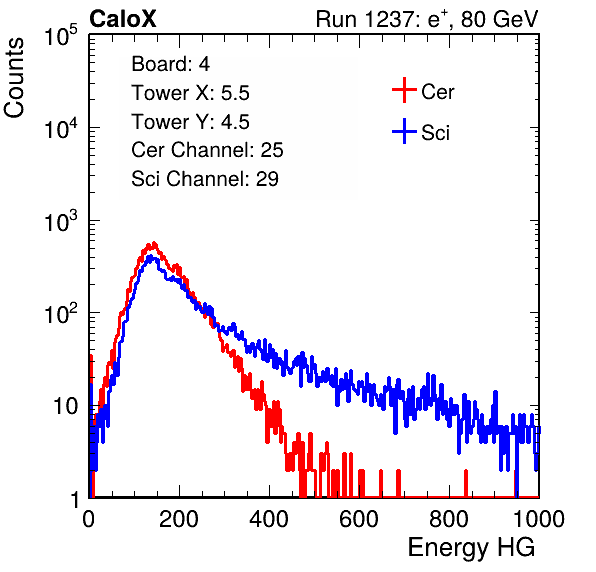 CaloX Run 1237: e⁺, 80 GeV
Counts
Board: 4
Tower X: 5.5
Tower Y: 4.5
Cer Channel: 25
Sci Channel: 29
Cer
Sci
10⁵
10⁴
10³
10²
10
1
0 200 400 600 800 1000
Energy HG